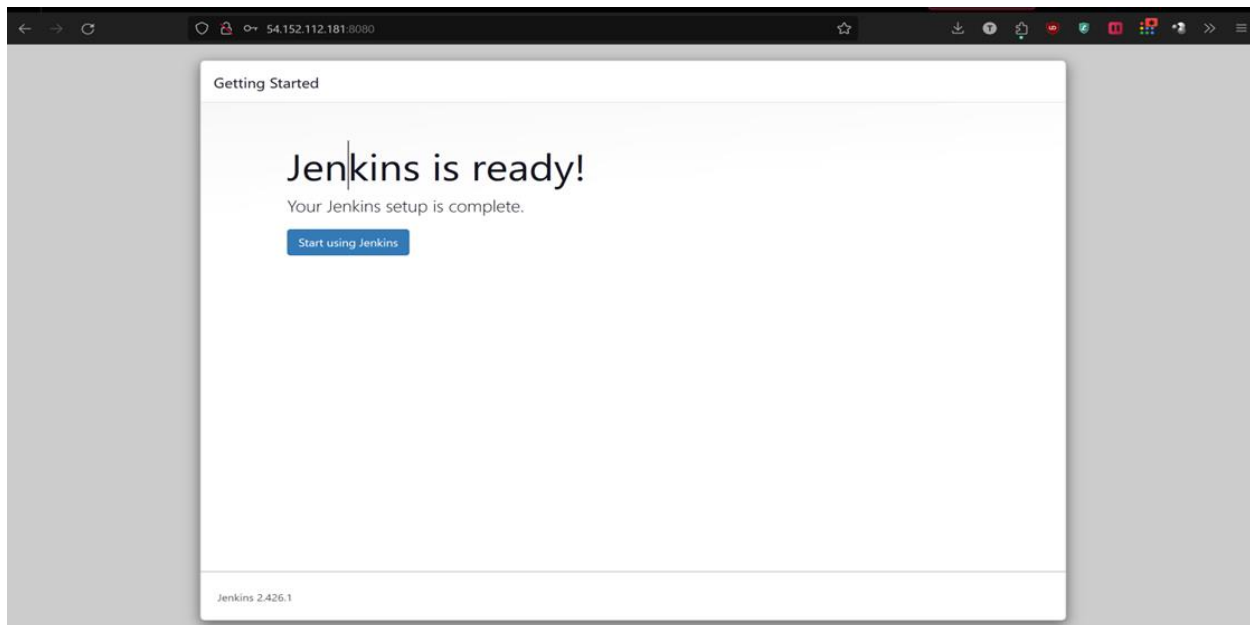 54.152.112.181:8080
Getting Started
Jenkins is ready!
Your Jenkins setup is complete.
Start using Jenkins
Jenkins 2.426.1